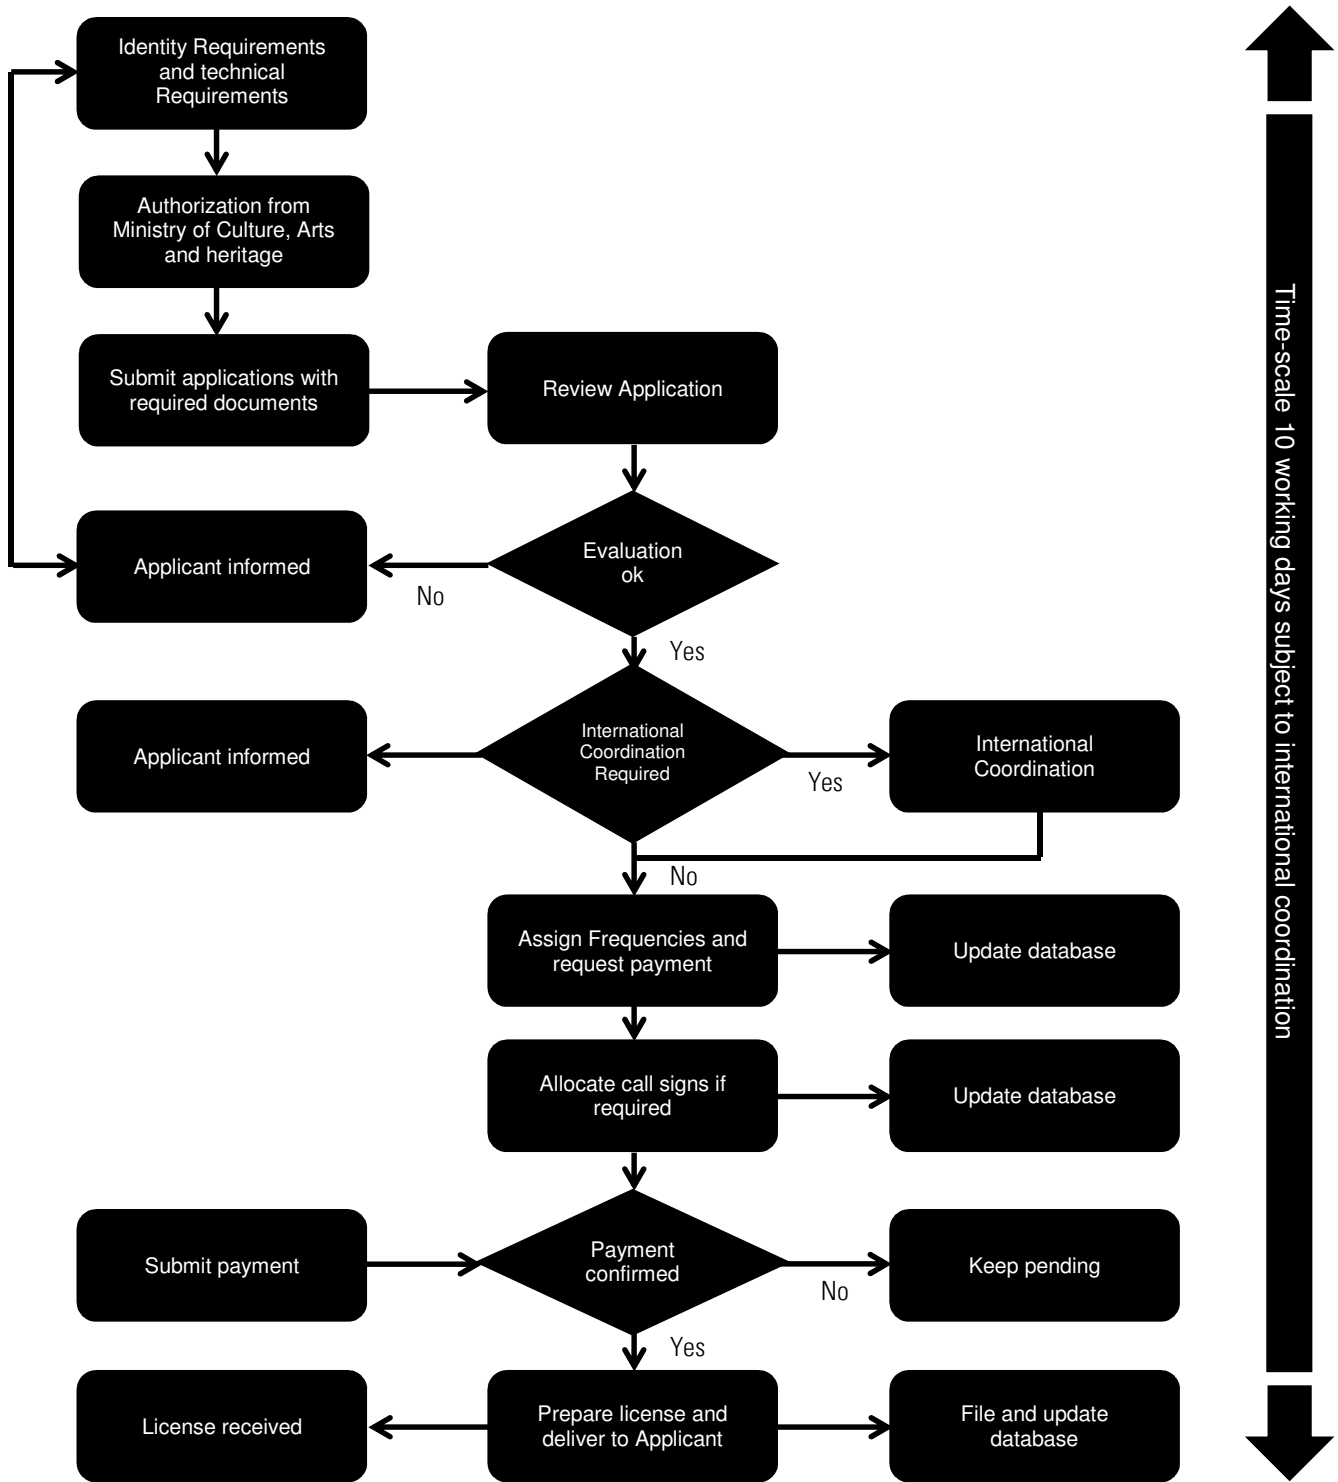 Identity Requirements
and technical
Requirements
Authorization from
Ministry of Culture, Arts
and heritage
Submit applications with
required documents
Review Application
Evaluation
ok
Applicant informed
No
Yes
International
Coordination
Required
Applicant informed
Yes
International
Coordination
No
Assign Frequencies and
request payment
Update database
Allocate call signs if
required
Update database
Submit payment
Payment
confirmed
No
Keep pending
Yes
License received
Prepare license and
deliver to Applicant
File and update
database
Time-scale 10 working days subject to international coordination